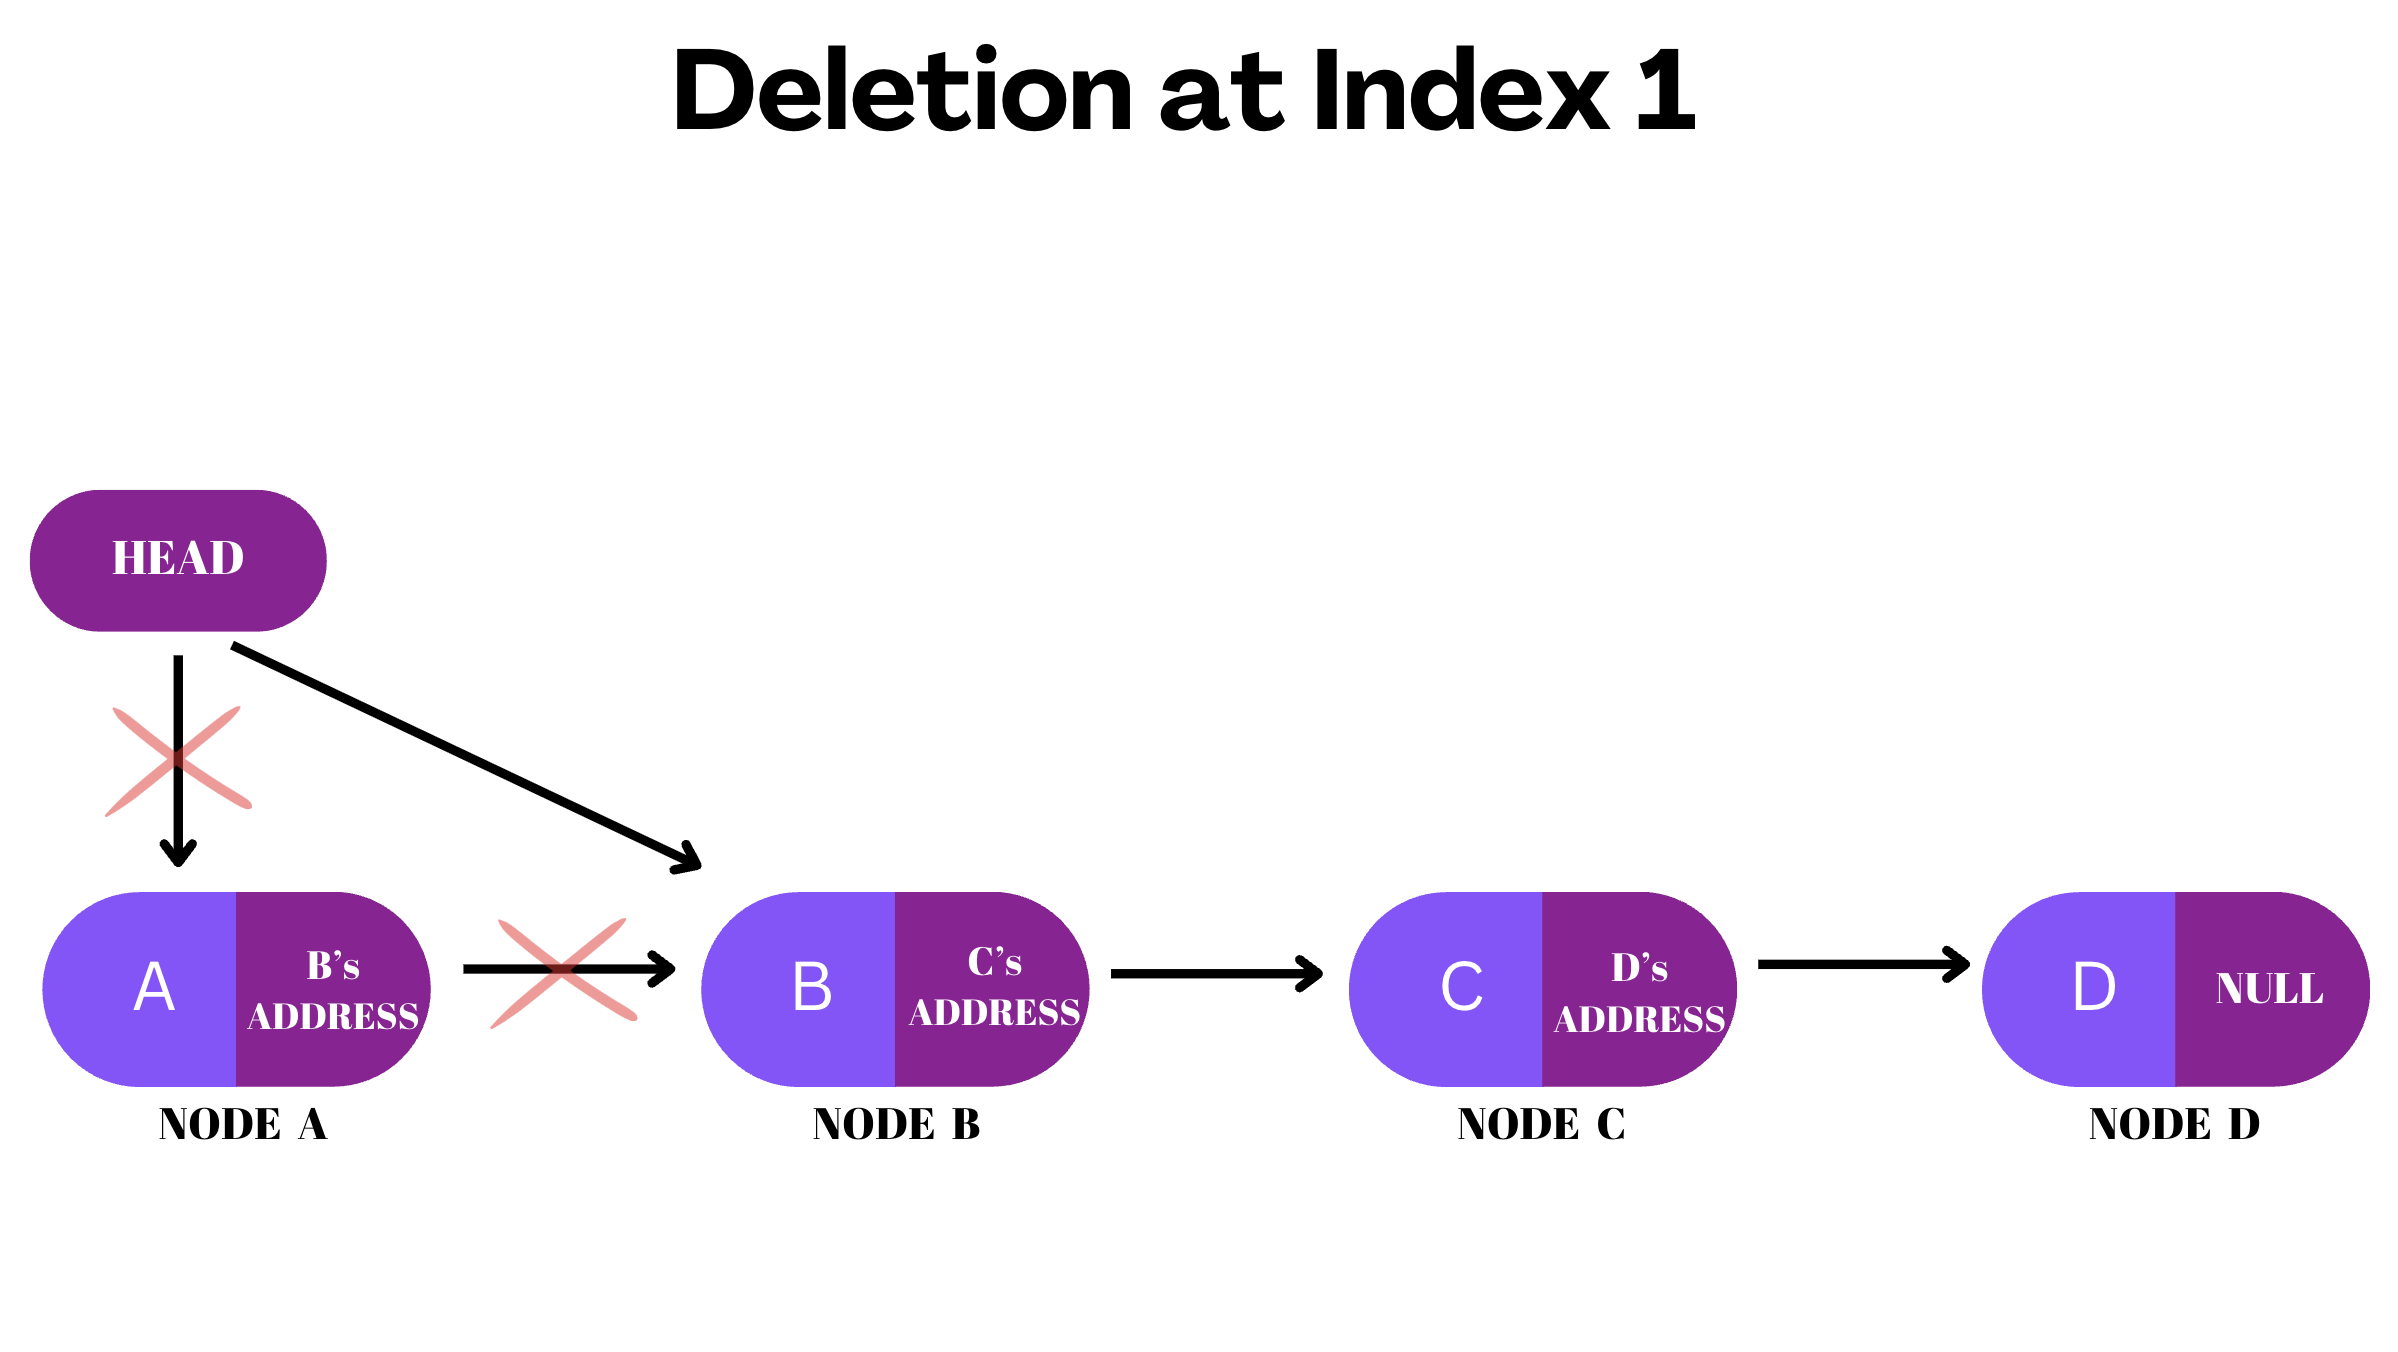 Deletion at Index 1
HEAD
A
B’s
ADDRESS
B
C’s
ADDRESS
C
D’s
ADDRESS
D
NULL
NODE A
NODE B
NODE C
NODE D